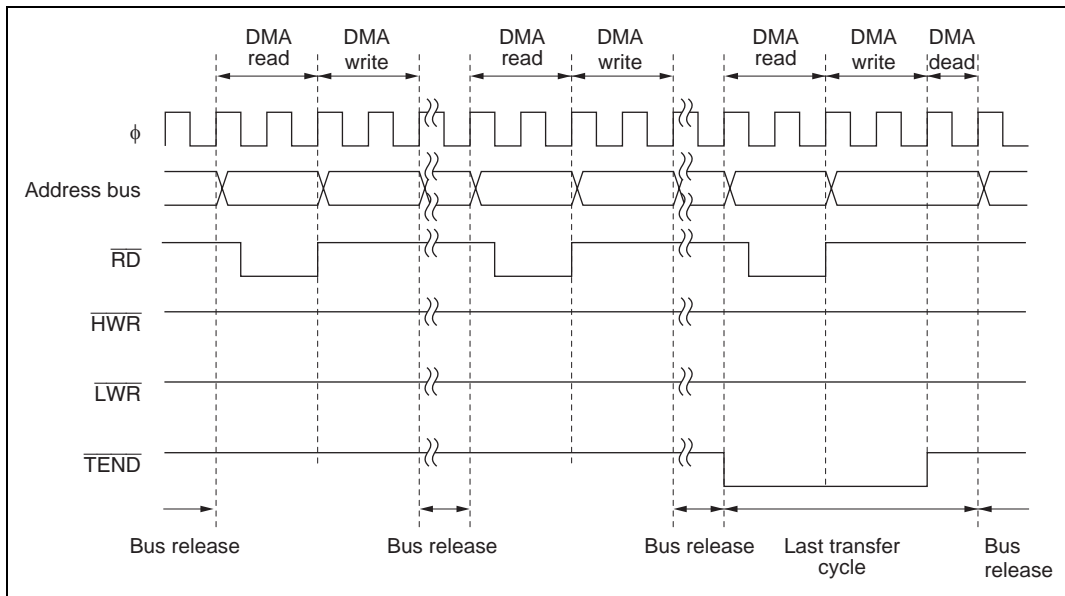 DMA read
DMA write
DMA read
DMA write
DMA read
DMA write
DMA dead
ϕ
Address bus
RD
HWR
LWR
TEND
Bus release
Bus release
Bus release
Last transfer cycle
Bus release